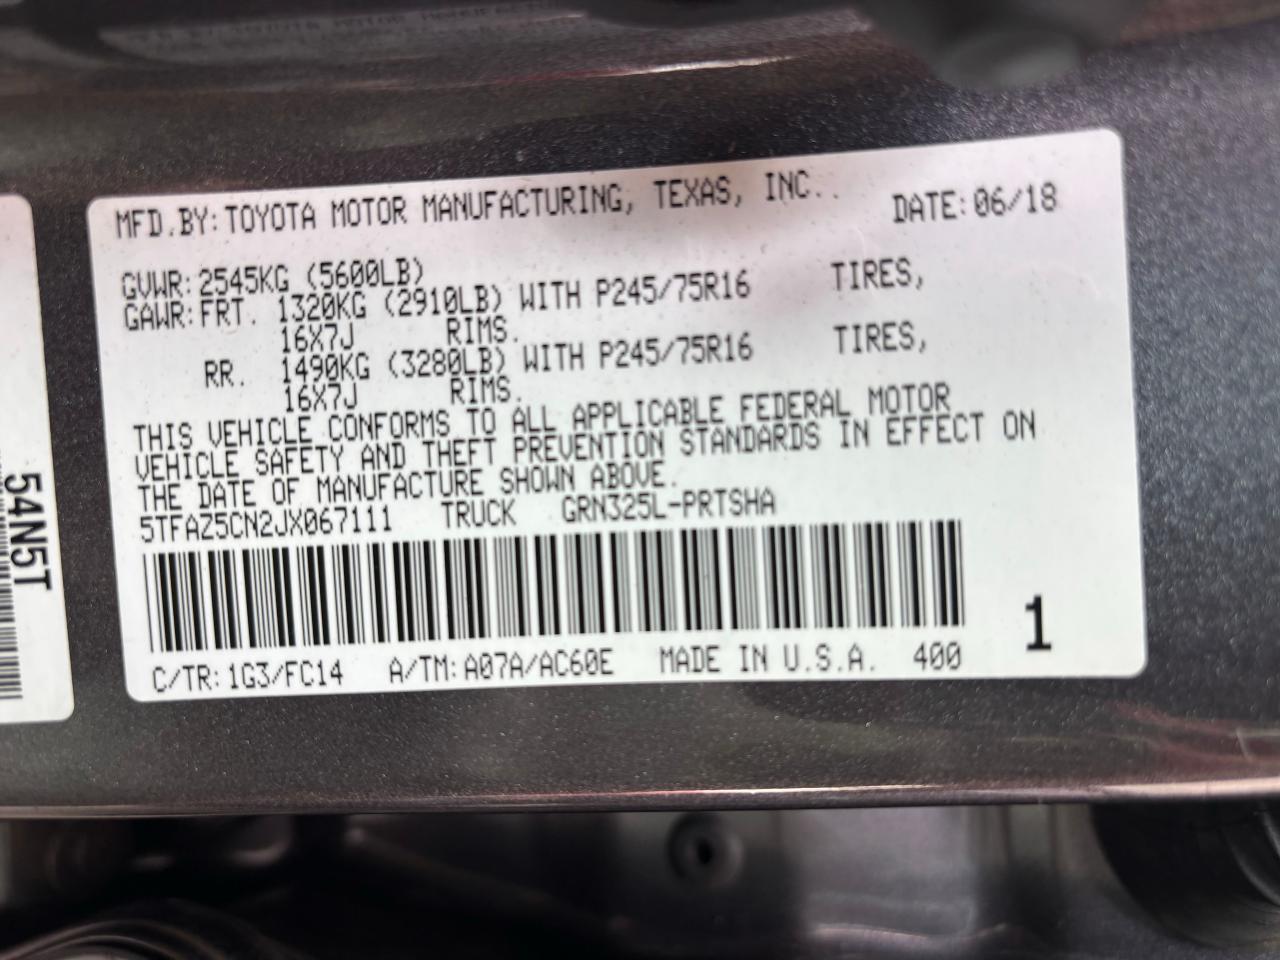 MFD.BY: TOYOTA MOTOR MANUFACTURING, TEXAS, INC.. DATE: 06/18
GVWR: 2545KG (5600LB)
GAWR: FRT. 1320KG (2910LB) WITH P245/75R16 TIRES,
16X7J RIMS.
RR. 1490KG (3280LB) WITH P245/75R16 TIRES,
16X7J RIMS.
THIS VEHICLE CONFORMS TO ALL APPLICABLE FEDERAL MOTOR
VEHICLE SAFETY AND THEFT PREVENTION STANDARDS IN EFFECT ON
THE DATE OF MANUFACTURE SHOWN ABOVE.
5TFAZ5CN2JX067111 TRUCK GRN325L-PRTSHA
C/TR: 1G3/FC14 A/TM: A07A/AC60E MADE IN U.S.A. 400
1
54N5T